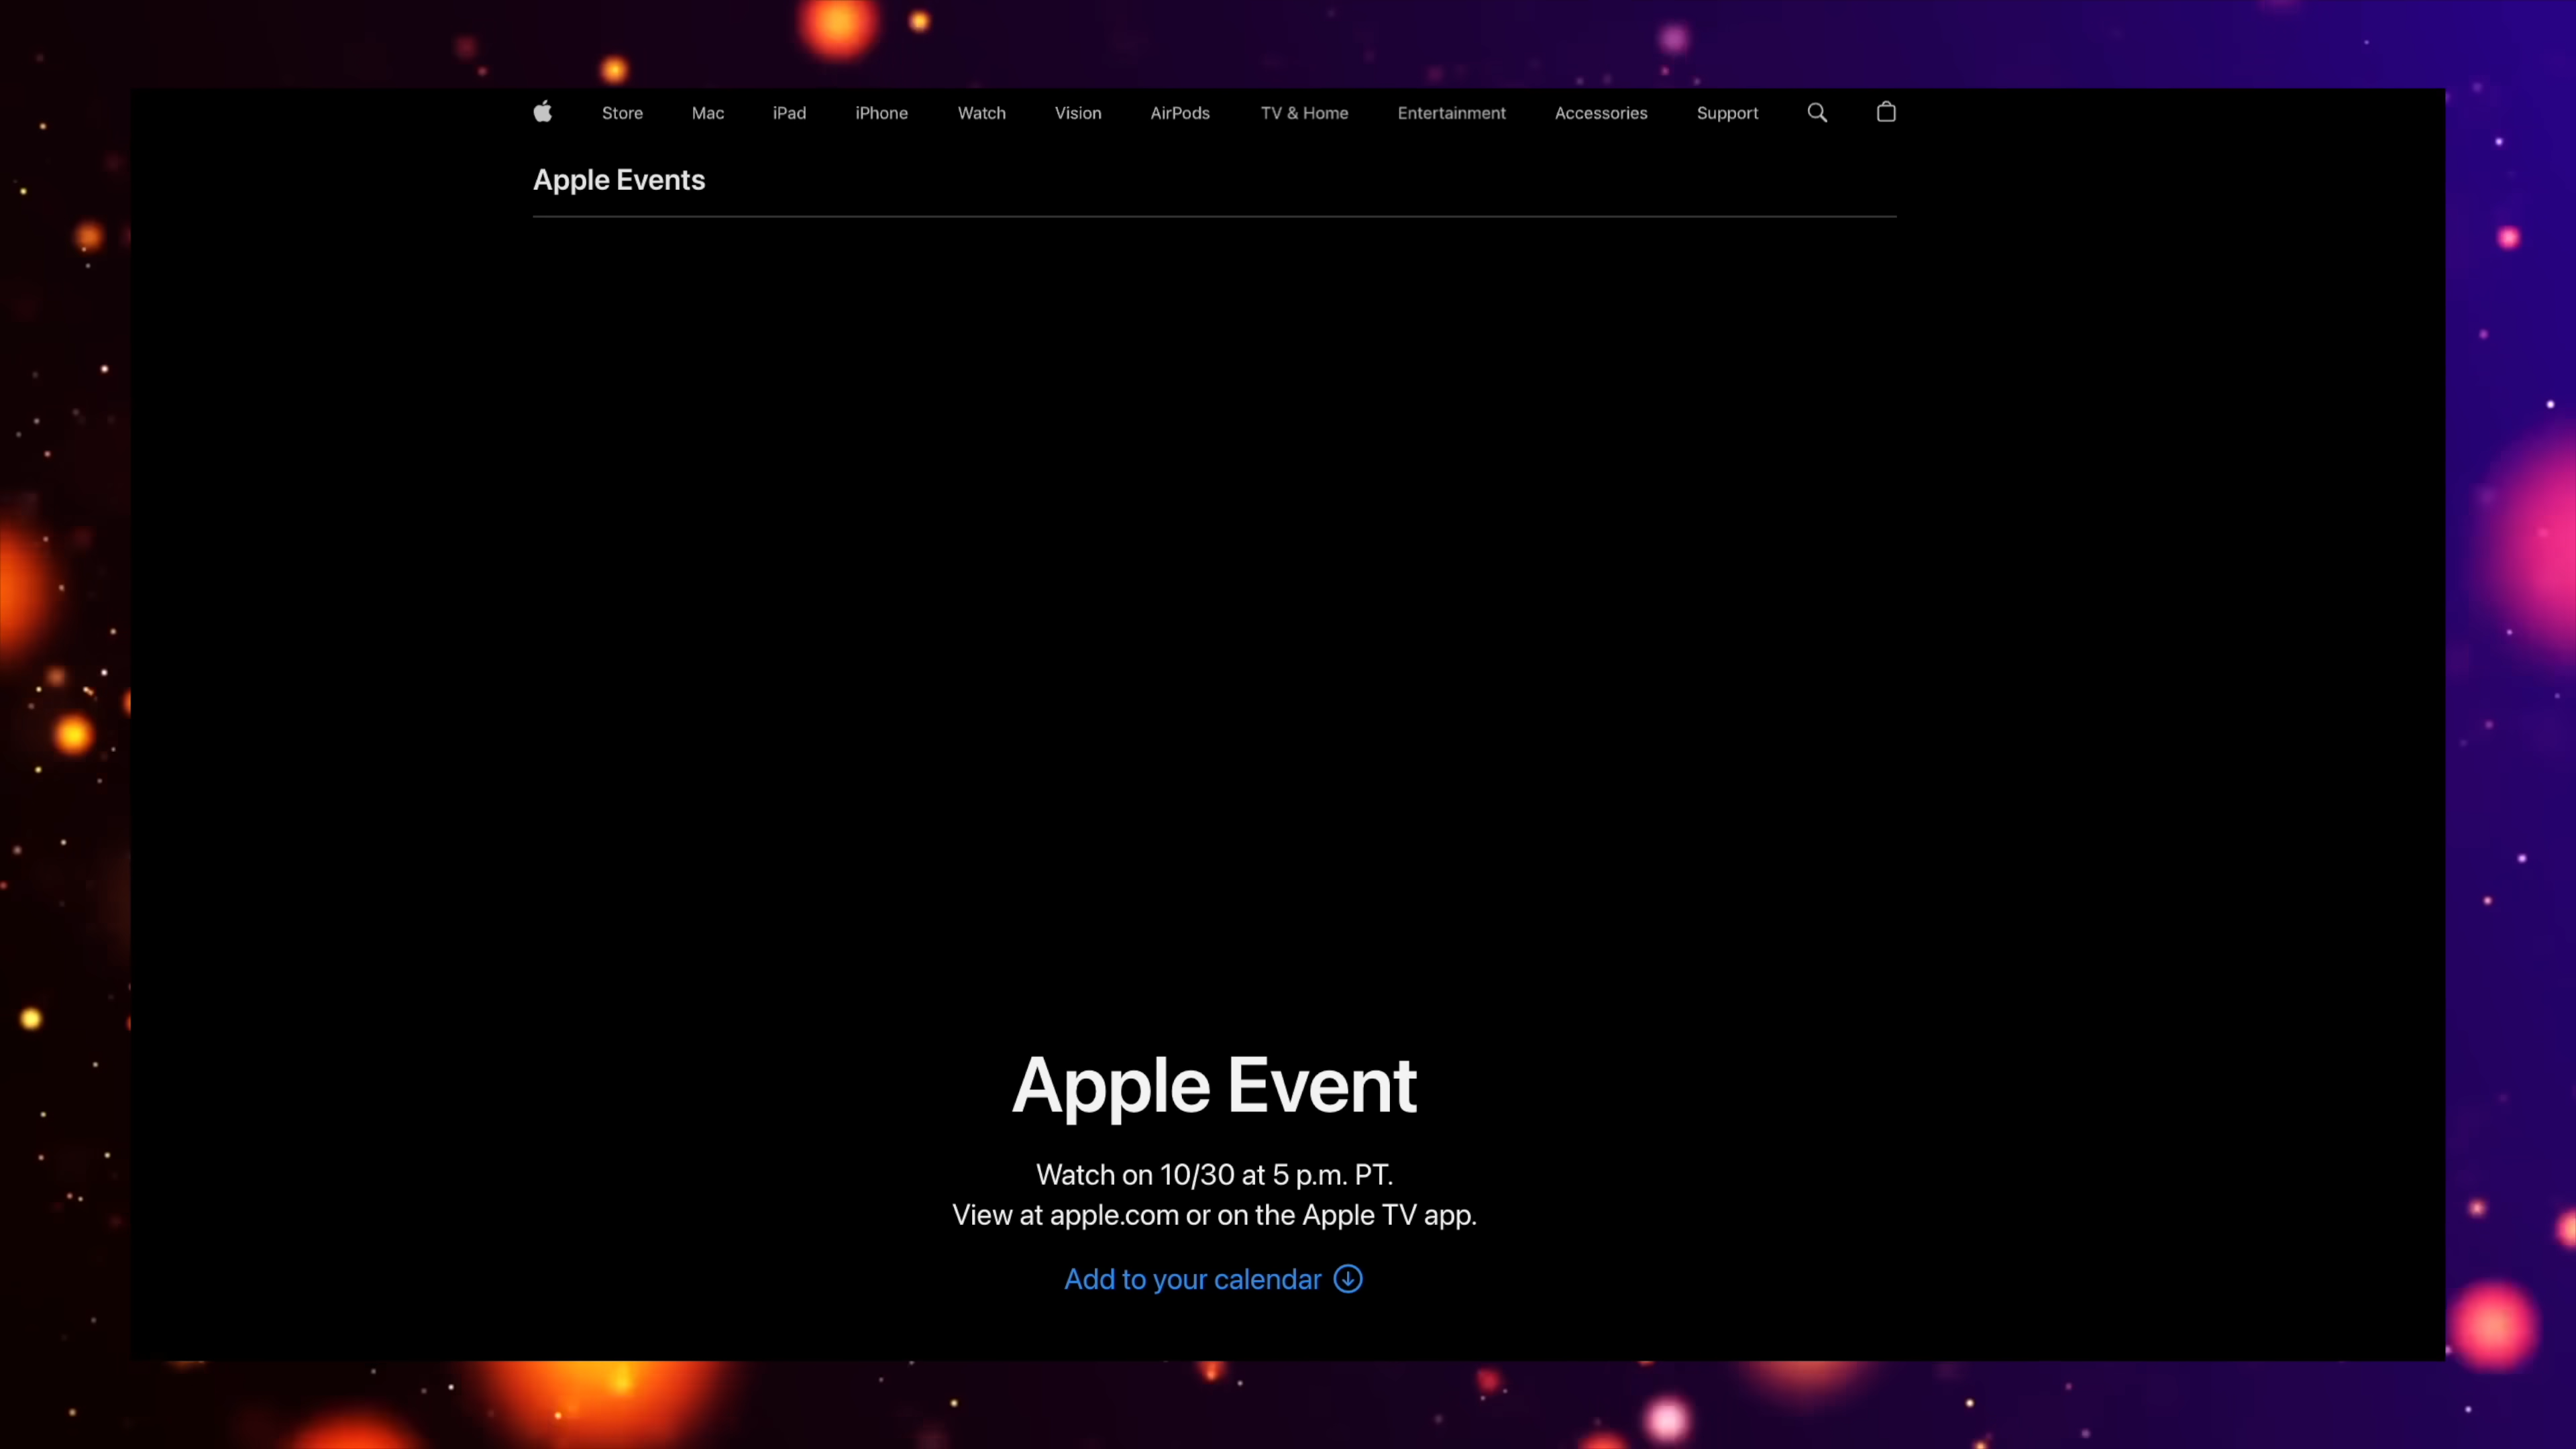 Store Mac iPad iPhone Watch Vision AirPods TV & Home Entertainment Accessories Support
Apple Events
Apple Event
Watch on 10/30 at 5 p.m. PT.
View at apple.com or on the Apple TV app.
Add to your calendar